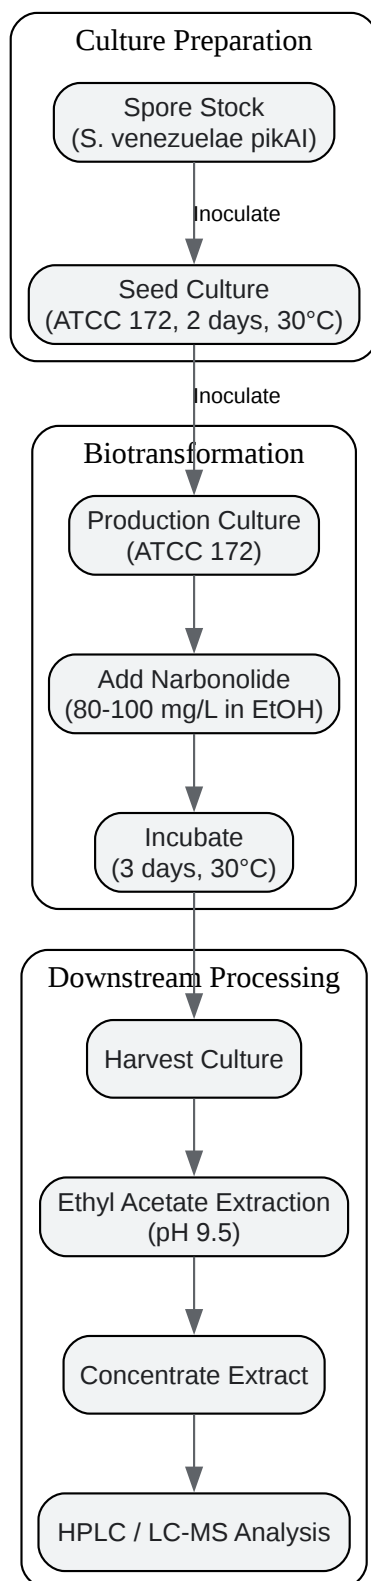 Culture Preparation
Spore Stock
(S. venezuelae pikAI)
Inoculate
Seed Culture
(ATCC 172, 2 days, 30°C)
Inoculate
Biotransformation
Production Culture
(ATCC 172)
Add Narbonolide
(80-100 mg/L in EtOH)
Incubate
(3 days, 30°C)
Downstream Processing
Harvest Culture
Ethyl Acetate Extraction
(pH 9.5)
Concentrate Extract
HPLC / LC-MS Analysis